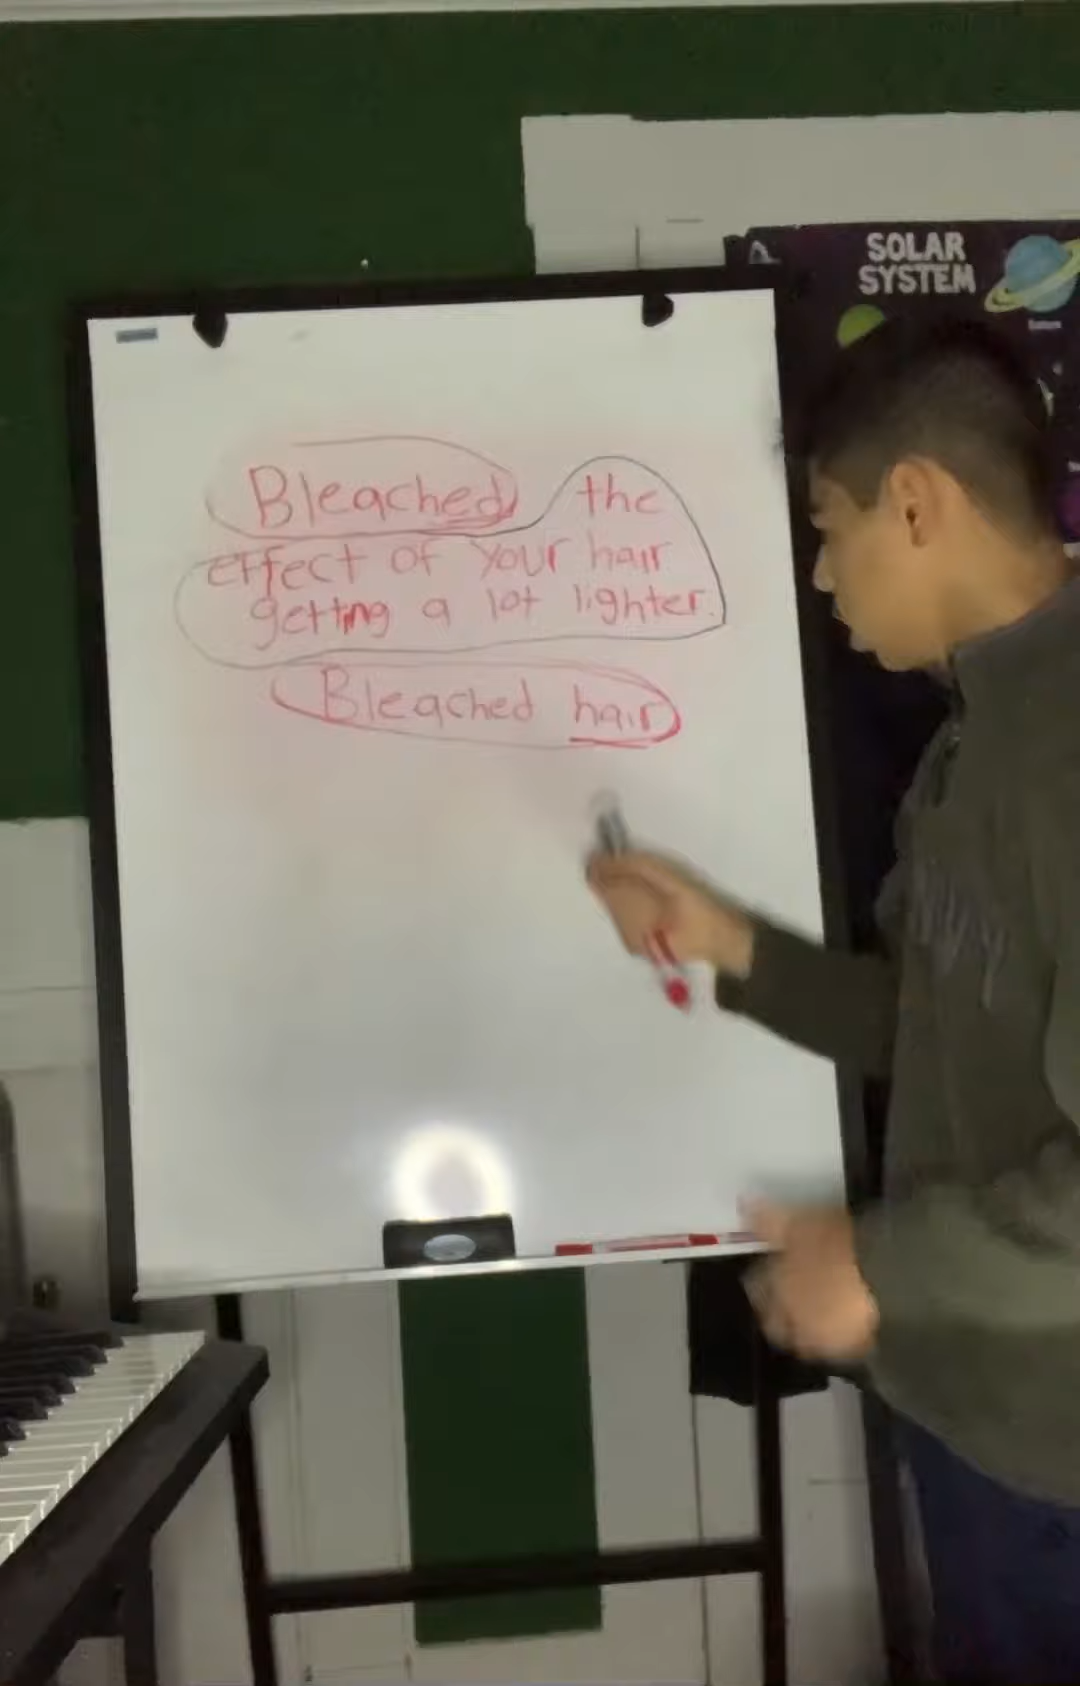 Bleached the
effect of your hair
getting a lot lighter.
Bleached hair
SOLAR
SYSTEM